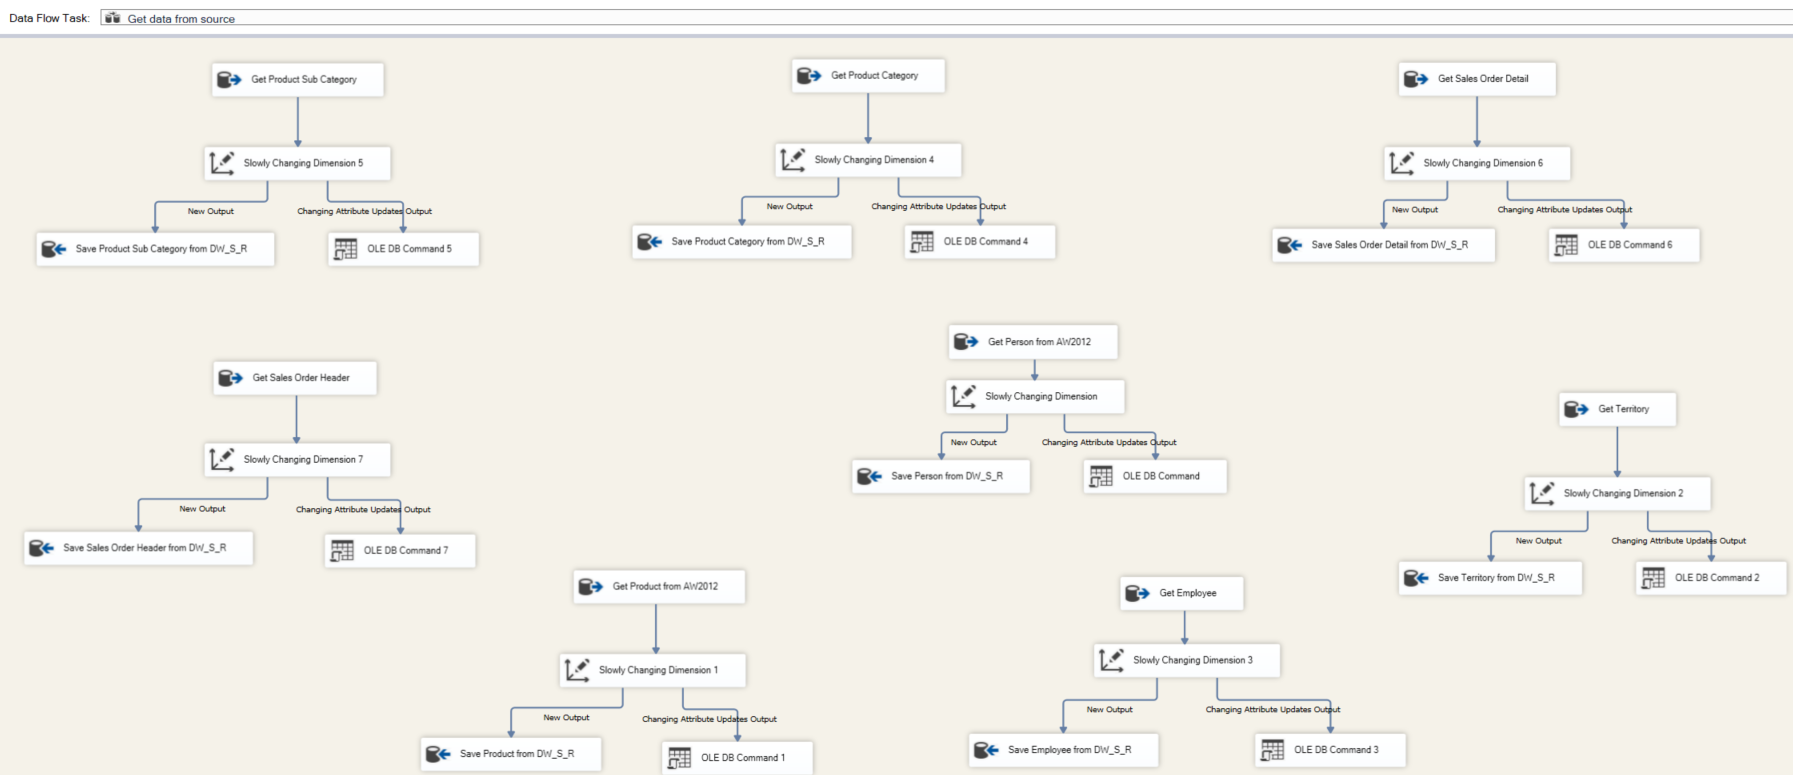 Data Flow Task: Get data from source
Get Product Sub Category
Slowly Changing Dimension 5
New Output
Changing Attribute Updates Output
Save Product Sub Category from DW_S_R
OLE DB Command 5
Get Product Category
Slowly Changing Dimension 4
New Output
Changing Attribute Updates Output
Save Product Category from DW_S_R
OLE DB Command 4
Get Sales Order Detail
Slowly Changing Dimension 6
New Output
Changing Attribute Updates Output
Save Sales Order Detail from DW_S_R
OLE DB Command 6
Get Sales Order Header
Slowly Changing Dimension 7
New Output
Changing Attribute Updates Output
Save Sales Order Header from DW_S_R
OLE DB Command 7
Get Person from AW2012
Slowly Changing Dimension
New Output
Changing Attribute Updates Output
Save Person from DW_S_R
OLE DB Command
Get Territory
Slowly Changing Dimension 2
New Output
Changing Attribute Updates Output
Save Territory from DW_S_R
OLE DB Command 2
Get Product from AW2012
Slowly Changing Dimension 1
New Output
Changing Attribute Updates Output
Save Product from DW_S_R
OLE DB Command 1
Get Employee
Slowly Changing Dimension 3
New Output
Changing Attribute Updates Output
Save Employee from DW_S_R
OLE DB Command 3